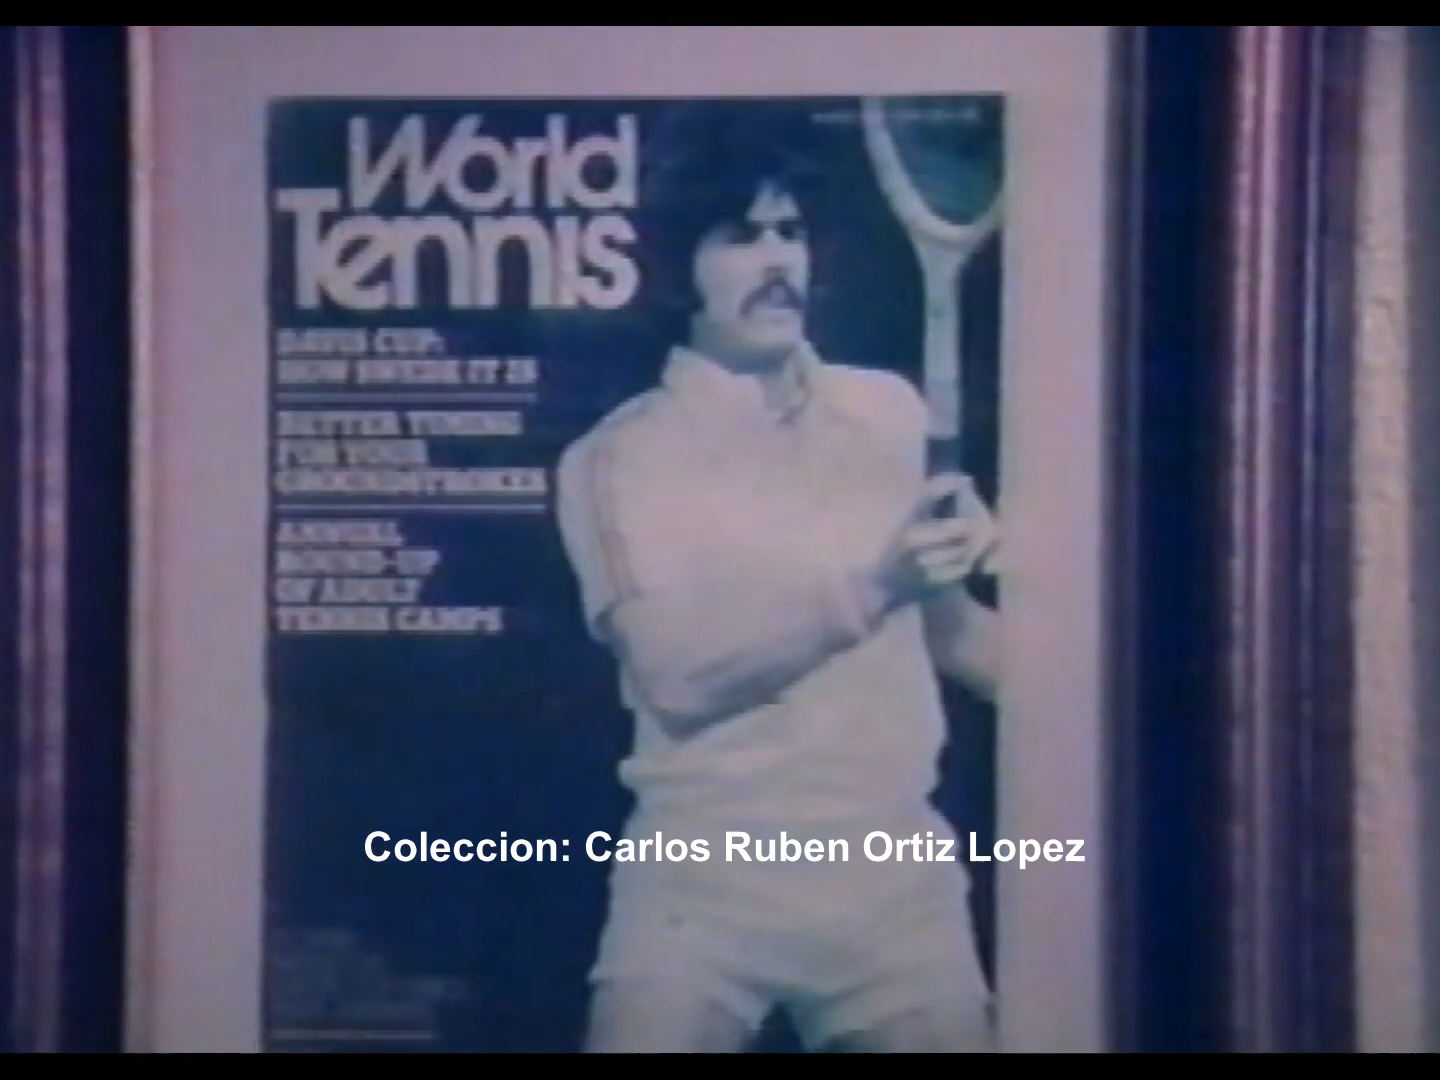 World
Tennis
DAVIS CUP:
HOW SWEDE IT IS
BETTER TIMING
FOR YOUR
GROUNDSTROKES
ANNUAL
ROUND-UP
OF ADULT
TENNIS CAMPS
Coleccion: Carlos Ruben Ortiz Lopez